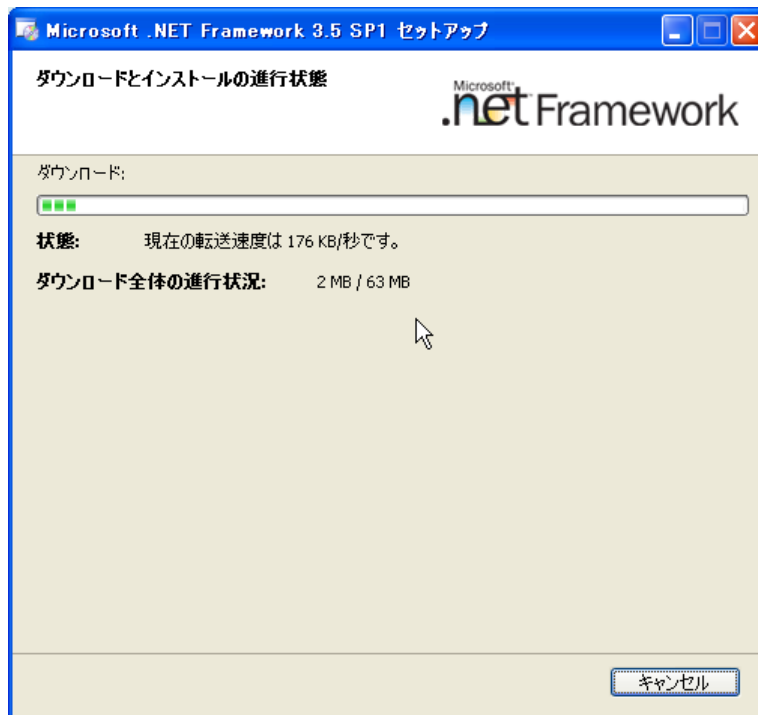 Microsoft .NET Framework 3.5 SP1 セットアップ
ダウンロードとインストールの進行状態
Microsoft
.net Framework
ダウンロード:
状態: 現在の転送速度は 176 KB/秒です。
ダウンロード全体の進行状況: 2 MB / 63 MB
キャンセル